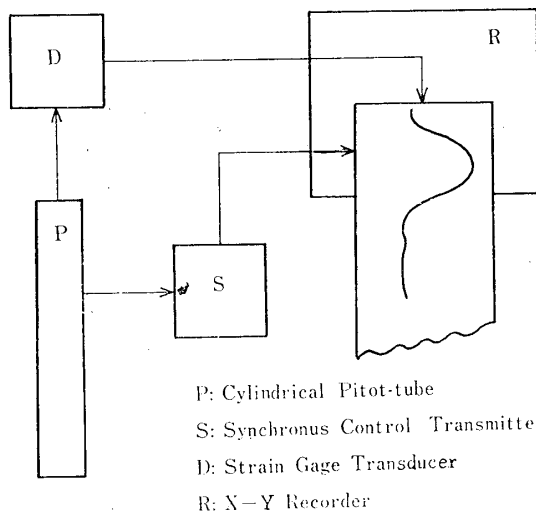 D
R
P
S
P: Cylindrical Pitot-tube
S: Synchronus Control Transmitte
D: Strain Gage Transducer
R: X-Y Recorder